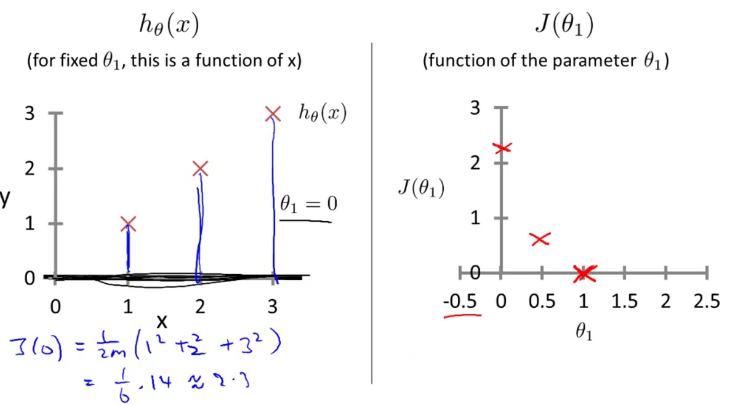 h_θ(x)
(for fixed θ₁, this is a function of x)
3
2
1
0
y
0 1 2 3
x
h_θ(x)
θ₁ = 0
J(0) = 1/2m (1² + 2² + 3²)
= 1/6 · 14 ≈ 2.3
J(θ₁)
(function of the parameter θ₁)
3
2
1
0
J(θ₁)
-0.5 0 0.5 1 1.5 2 2.5
θ₁